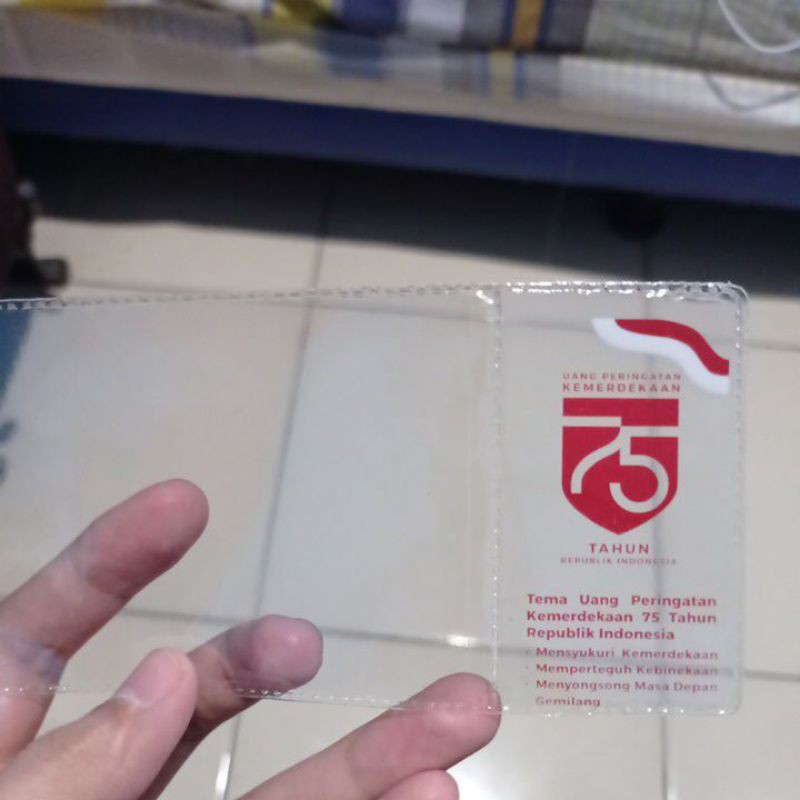 UANG PERINGATAN
KEMERDEKAAN
75
TAHUN
REPUBLIK INDONESIA
Tema Uang Peringatan
Kemerdekaan 75 Tahun
Republik Indonesia
· Mensyukuri Kemerdekaan
· Memperteguh Kebinekaan
· Menyongsong Masa Depan
Gemilang